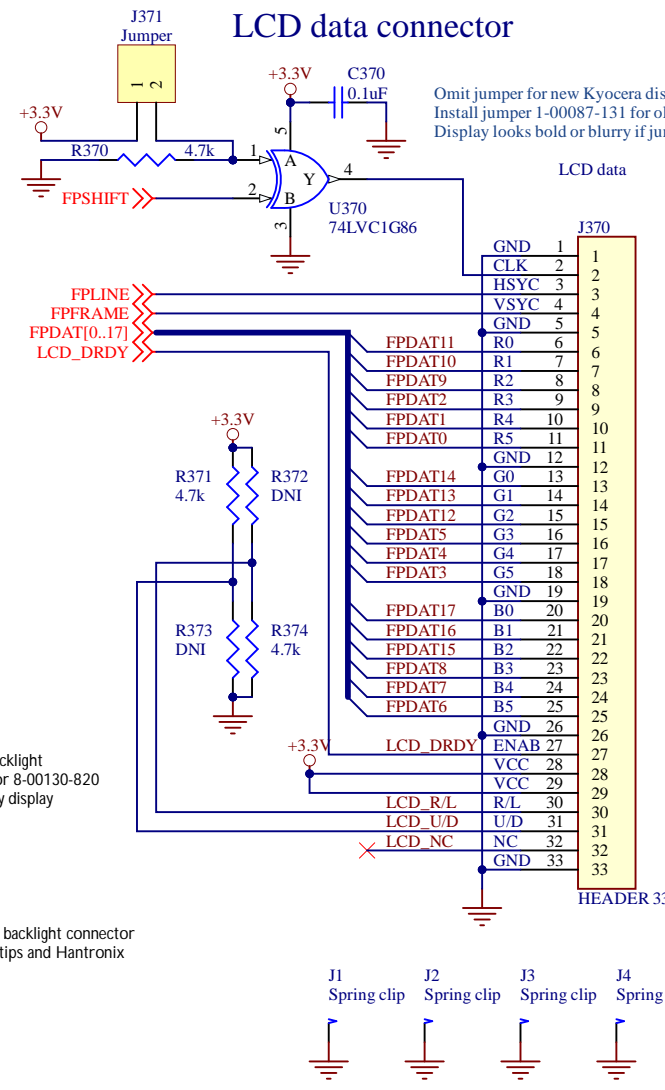 LCD data connector
J371
Jumper
1 2
+3.3V
+3.3V
C370
0.1uF
Omit jumper for new Kyocera dis
Install jumper 1-00087-131 for ol
Display looks bold or blurry if jur
R370 4.7k
1 A
5
Y 4
FPSHIFT 2 B
3
U370
74LVC1G86
LCD data
J370
GND 1 1
CLK 2 2
FPLINE HSYC 3 3
FPFRAME VSYC 4 4
FPDAT[0..17] GND 5 5
LCD_DRDY
FPDAT11 R0 6 6
FPDAT10 R1 7 7
FPDAT9 R2 8 8
FPDAT2 R3 9 9
FPDAT1 R4 10 10
FPDAT0 R5 11 11
GND 12 12
FPDAT14 G0 13 13
FPDAT13 G1 14 14
FPDAT12 G2 15 15
FPDAT5 G3 16 16
FPDAT4 G4 17 17
FPDAT3 G5 18 18
GND 19 19
FPDAT17 B0 20 20
FPDAT16 B1 21 21
FPDAT15 B2 22 22
FPDAT8 B3 23 23
FPDAT7 B4 24 24
FPDAT6 B5 25 25
GND 26 26
LCD_DRDY ENAB 27 27
VCC 28 28
VCC 29 29
LCD_R/L R/L 30 30
LCD_U/D U/D 31 31
LCD_NC NC 32 32
GND 33 33
HEADER 33
+3.3V
R371
4.7k
R372
DNI
R373
DNI
R374
4.7k
+3.3V
cklight
or 8-00130-820
y display
backlight connector
tips and Hantronix
J1
Spring clip
J2
Spring clip
J3
Spring clip
J4
Spring